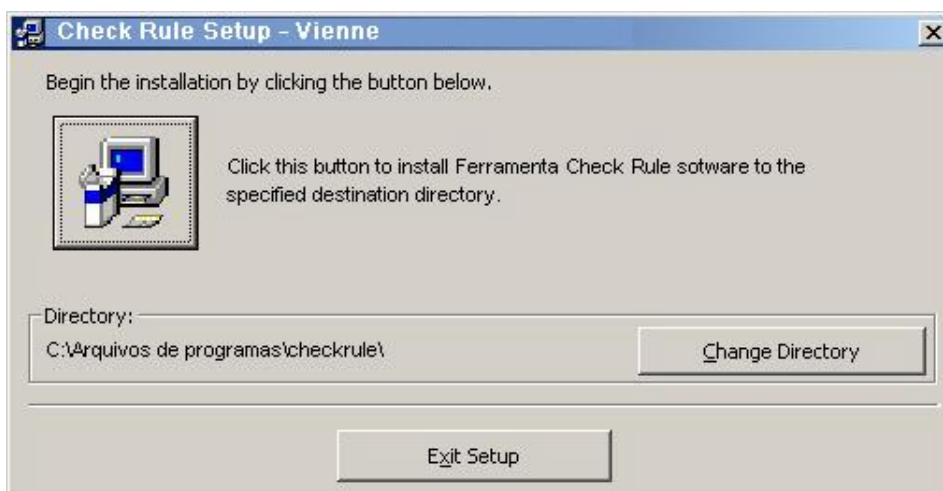 Check Rule Setup - Vienne
Begin the installation by clicking the button below.
Click this button to install Ferramenta Check Rule sotware to the
specified destination directory.
Directory:
C:\Arquivos de programas\checkrule\
Change Directory
Exit Setup